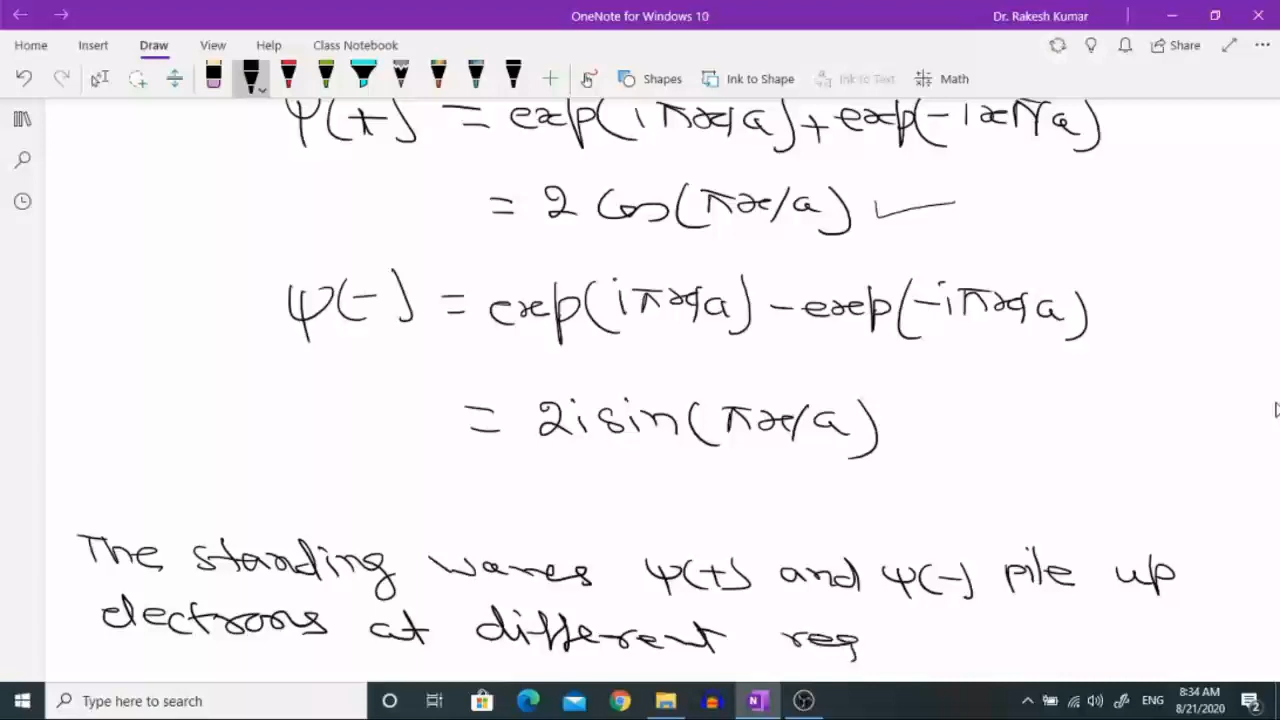 OneNote for Windows 10
Dr. Rakesh Kumar
Home Insert Draw View Help Class Notebook Share
Shapes Ink to Shape Ink to Text Math
ψ(+) = exp(iπx/a) + exp(-ixπ/a)
= 2 cos(πx/a) ✓
ψ(-) = exp(iπx/a) - exp(-iπx/a)
= 2i sin(πx/a)
The standing waves ψ(+) and ψ(-) pile up
electrons at different reg
Type here to search
ENG
8:34 AM
8/21/2020
2